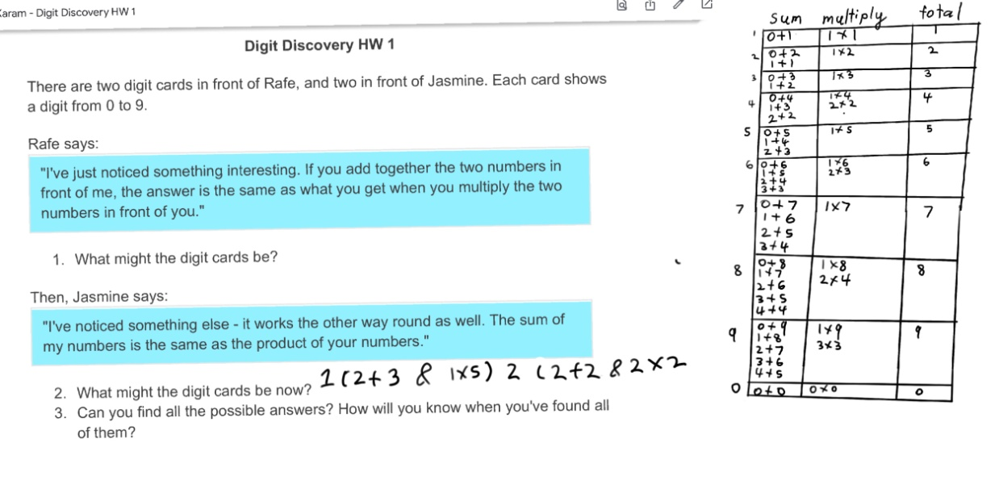 Karam - Digit Discovery HW 1
Digit Discovery HW 1
There are two digit cards in front of Rafe, and two in front of Jasmine. Each card shows
a digit from 0 to 9.
Rafe says:
"I've just noticed something interesting. If you add together the two numbers in
front of me, the answer is the same as what you get when you multiply the two
numbers in front of you."
1. What might the digit cards be?
Then, Jasmine says:
"I've noticed something else - it works the other way round as well. The sum of
my numbers is the same as the product of your numbers."
2. What might the digit cards be now? 1 (2+3 & 1×5) 2 (2+2 & 2×2
3. Can you find all the possible answers? How will you know when you've found all
of them?
sum multiply total
1 0+1 1×1 1
2 0+2 1×2 2
1+1
3 0+3 1×3 3
1+2
4 0+4 1×4 4
1+3 2×2
2+2
5 0+5 1×5 5
1+4
2+3
6 0+6 1×6 6
1+5 2×3
2+4
3+3
7 0+7 1×7 7
1+6
2+5
3+4
8 0+8 1×8 8
1+7 2×4
2+6
3+5
4+4
9 0+9 1×9 9
1+8 3×3
2+7
3+6
4+5
0 0+0 0×0 0